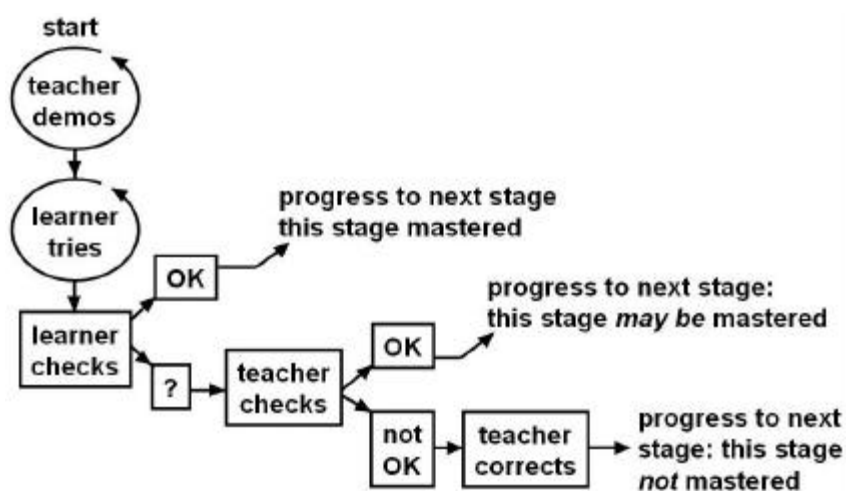 start
teacher
demos
learner
tries
progress to next stage
this stage mastered
OK
learner
checks
?
teacher
checks
OK
progress to next stage:
this stage may be mastered
not
OK
teacher
corrects
progress to next
stage: this stage
not mastered